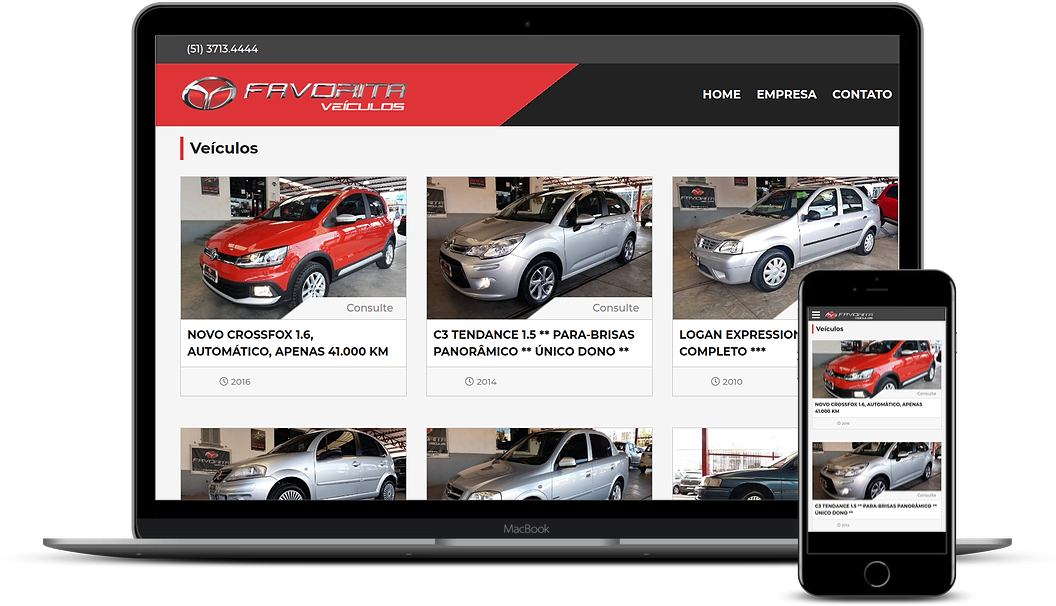 (51) 3713.4444
FAVORITA
VEÍCULOS
HOME EMPRESA CONTATO
Veículos
Consulte
NOVO CROSSFOX 1.6,
AUTOMÁTICO, APENAS 41.000 KM
2016
Consulte
C3 TENDANCE 1.5 ** PARA-BRISAS
PANORÂMICO ** ÚNICO DONO **
2014
LOGAN EXPRESSION
COMPLETO ***
2010
FAVORITA
MacBook
FAVORITA
VEÍCULOS
Veículos
Consulte
NOVO CROSSFOX 1.6, AUTOMÁTICO, APENAS
41.000 KM
2016
Consulte
C3 TENDANCE 1.5 ** PARA-BRISAS PANORÂMICO **
ÚNICO DONO **
2014